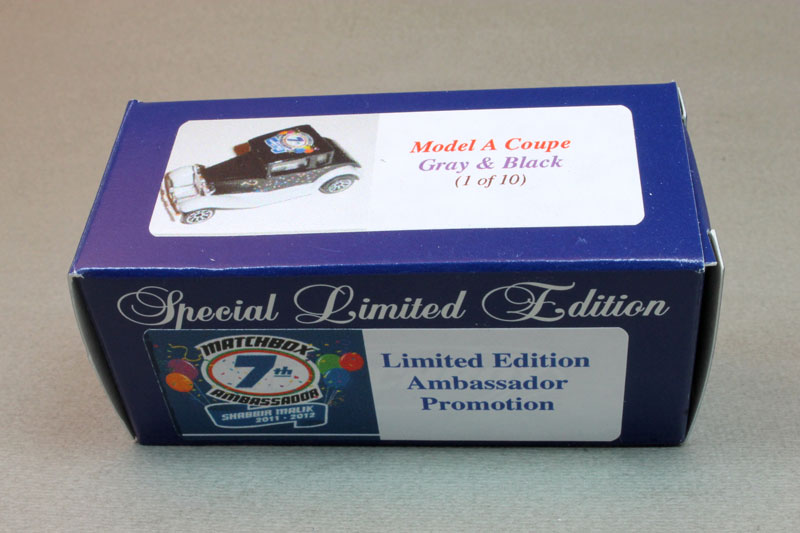 Model A Coupe
Gray & Black
(1 of 10)
7
Special Limited Edition
MATCHBOX
7th
AMBASSADOR
SHABBIR MALIK
2011 - 2012
Limited Edition
Ambassador
Promotion